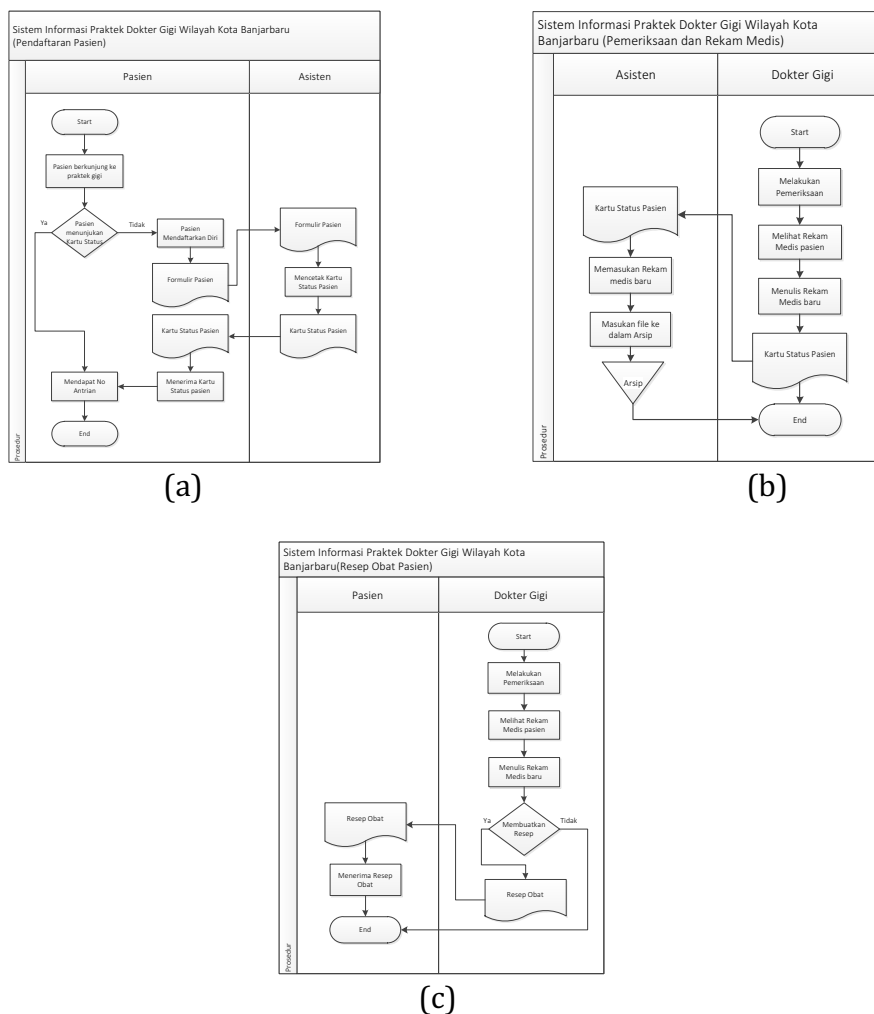 Sistem Informasi Praktek Dokter Gigi Wilayah Kota Banjarbaru
(Pendaftaran Pasien)
Pasien
Asisten
Start
Pasien berkunjung ke
praktek gigi
Pasien
menunjukan
Kartu Status
Ya
Tidak
Pasien
Mendaftarkan Diri
Formulir Pasien
Formulir Pasien
Mencetak Kartu
Status Pasien
Kartu Status Pasien
Kartu Status Pasien
Menerima Kartu
Status pasien
Mendapat No
Antrian
End
Prosedur
(a)
Sistem Informasi Praktek Dokter Gigi Wilayah Kota
Banjarbaru (Pemeriksaan dan Rekam Medis)
Asisten
Dokter Gigi
Start
Melakukan
Pemeriksaan
Melihat Rekam
Medis pasien
Menulis Rekam
Medis baru
Kartu Status Pasien
Kartu Status Pasien
Memasukan Rekam
medis baru
Masukan file ke
dalam Arsip
Arsip
End
Prosedur
(b)
Sistem Informasi Praktek Dokter Gigi Wilayah Kota
Banjarbaru(Resep Obat Pasien)
Pasien
Dokter Gigi
Start
Melakukan
Pemeriksaan
Melihat Rekam
Medis pasien
Menulis Rekam
Medis baru
Membuatkan
Resep
Ya
Tidak
Resep Obat
Resep Obat
Menerima Resep
Obat
End
Prosedur
(c)